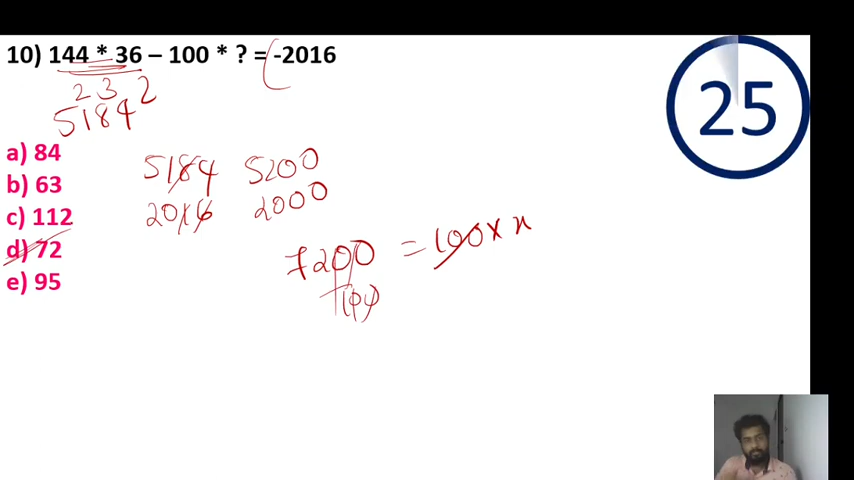 10) 144 * 36 – 100 * ? = -2016
2 3 2
5184
25
a) 84
b) 63
c) 112
d) 72
e) 95
5184 5200
2016 2000
7200 = 100 x x
100